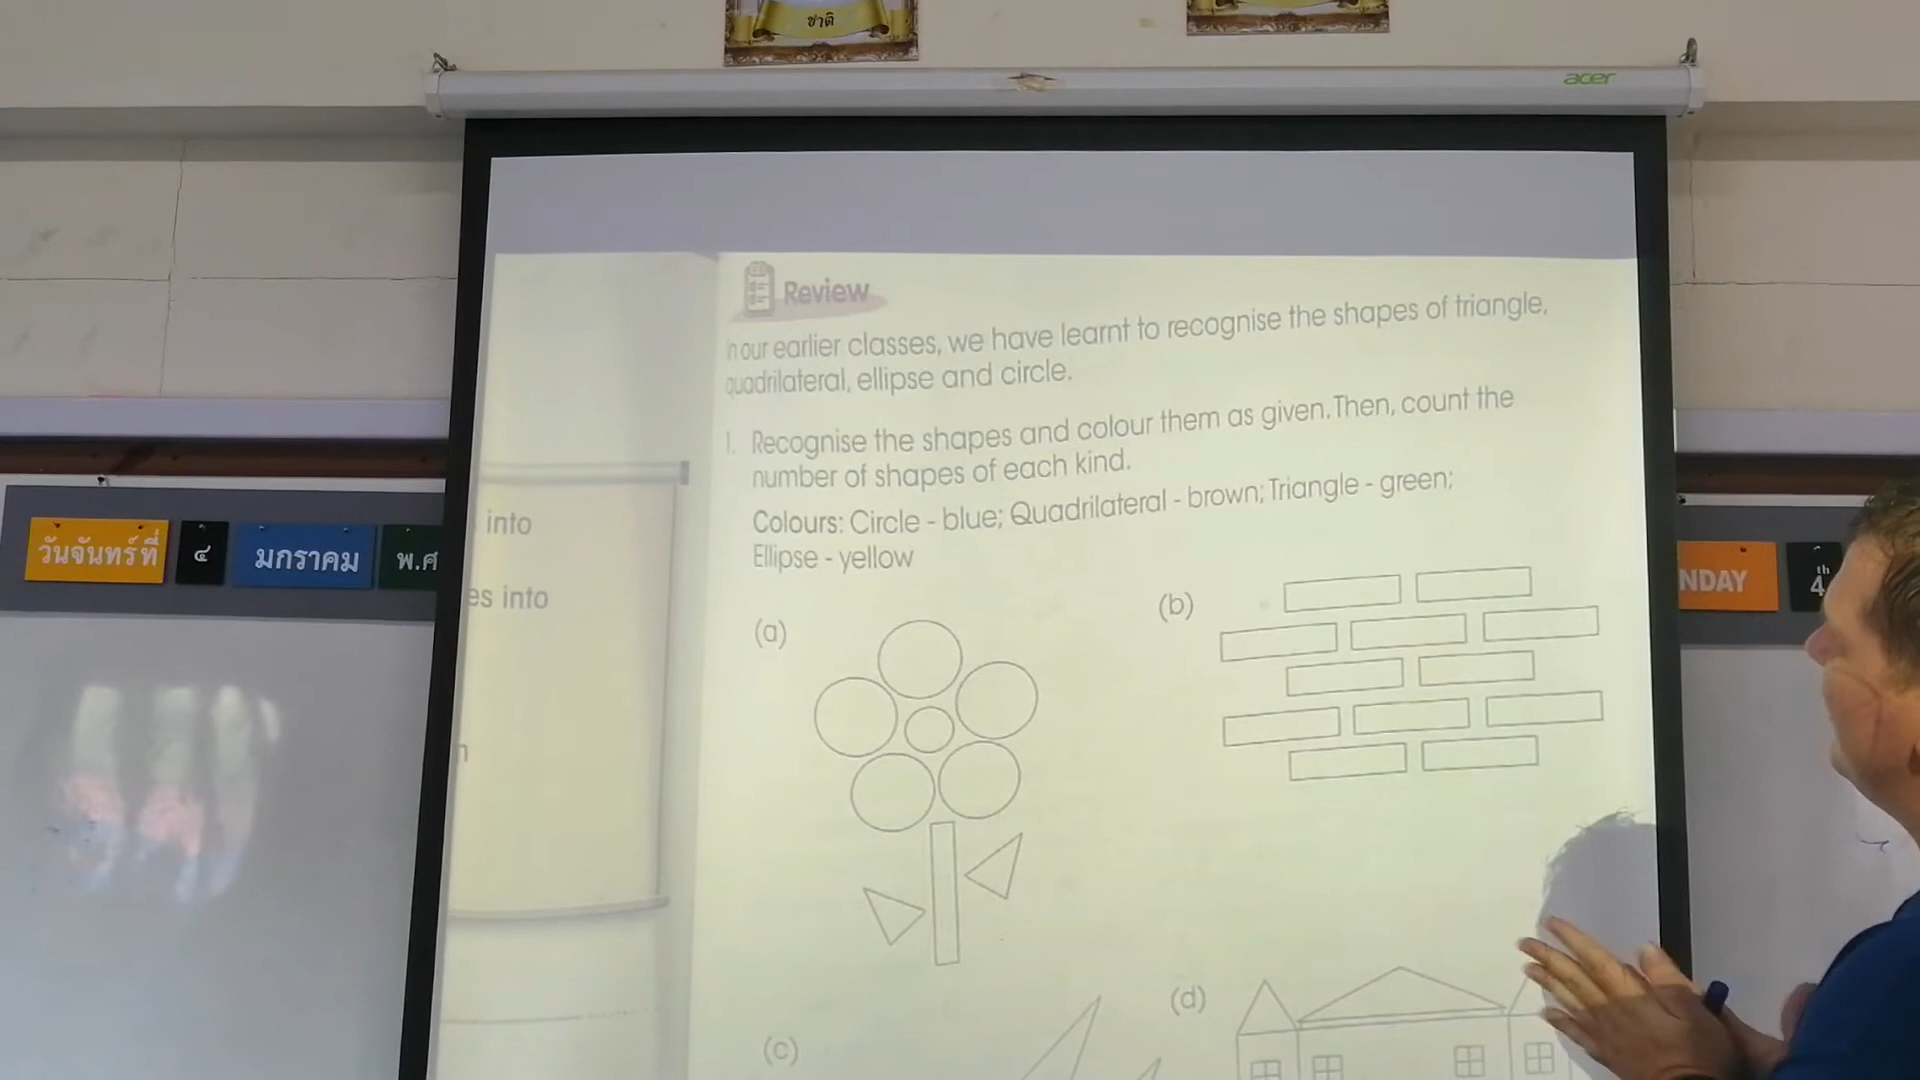 ชาติ
acer
Review
In our earlier classes, we have learnt to recognise the shapes of triangle,
quadrilateral, ellipse and circle.
1. Recognise the shapes and colour them as given. Then, count the
number of shapes of each kind.
Colours: Circle - blue; Quadrilateral - brown; Triangle - green;
Ellipse - yellow
into
es into
n
(a)
(b)
(c)
(d)
วันจันทร์ที่ ๔ มกราคม พ.ศ
NDAY 4th